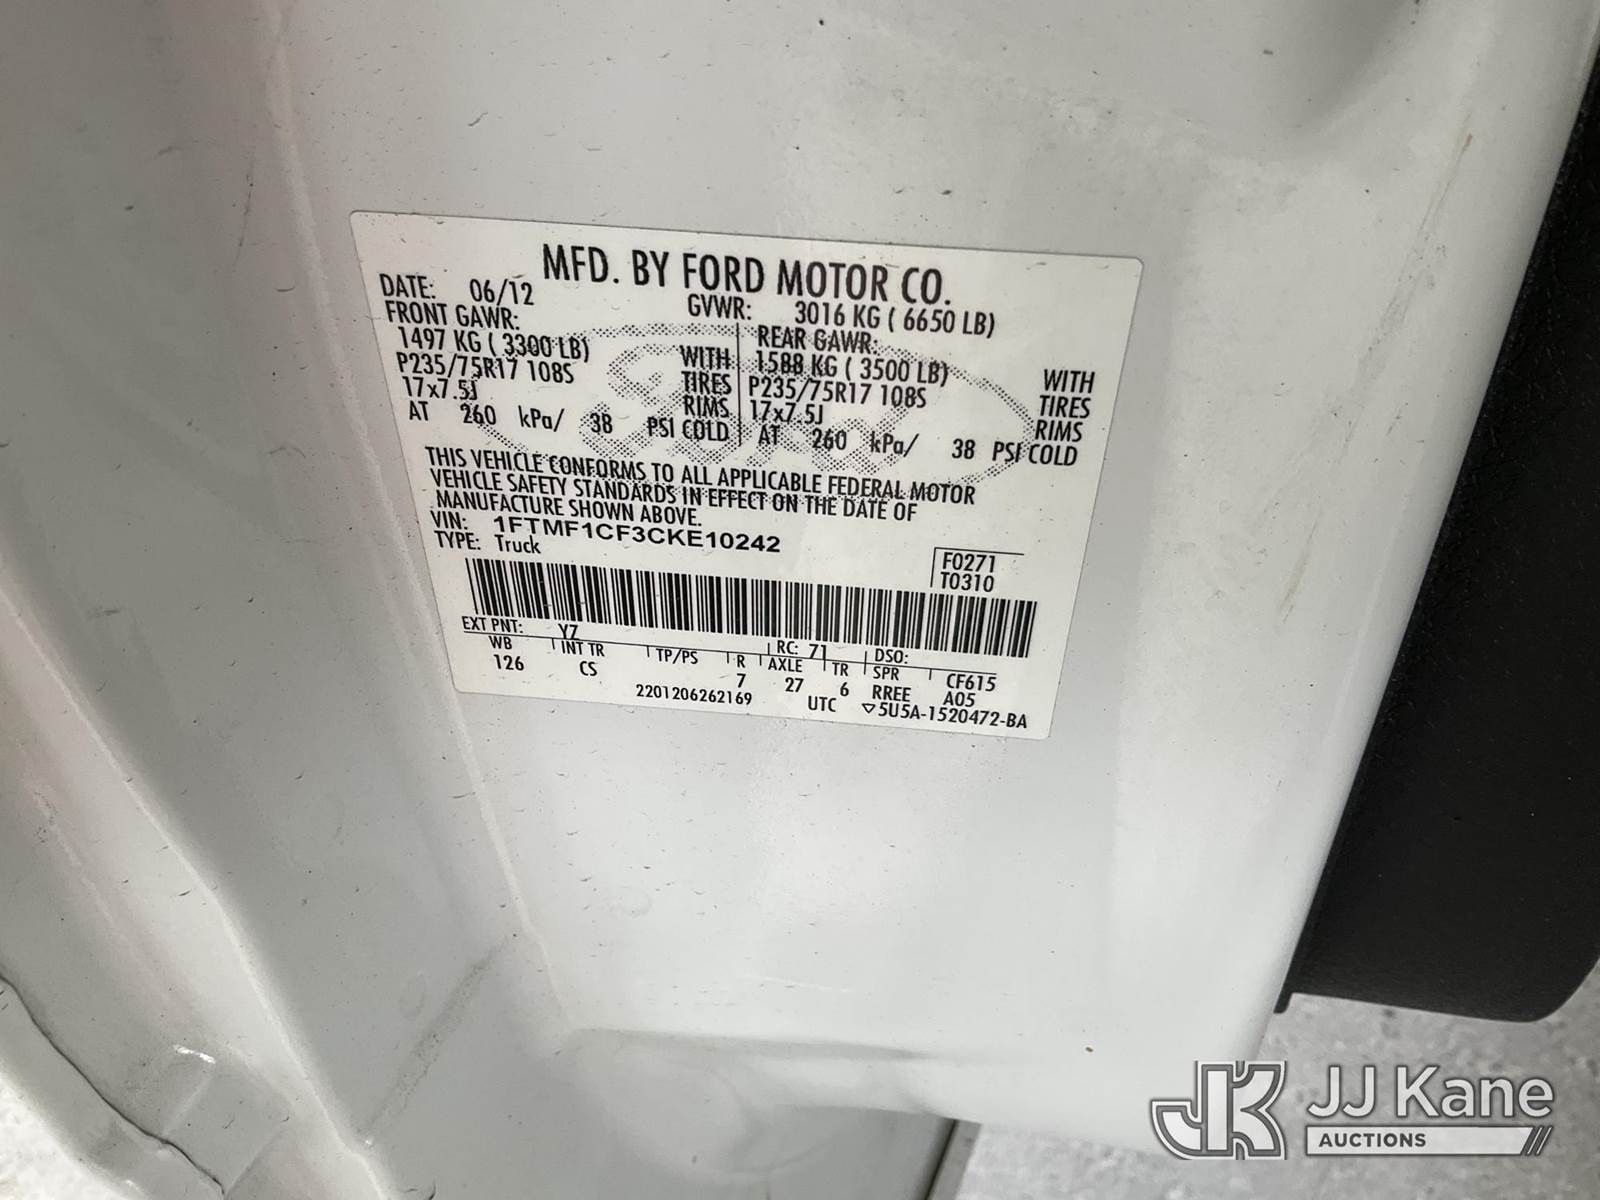 MFD. BY FORD MOTOR CO.
DATE: 06/12 GVWR: 3016 KG ( 6650 LB)
FRONT GAWR: REAR GAWR:
1497 KG ( 3300 LB) WITH 1588 KG ( 3500 LB) WITH
P235/75R17 108S TIRES P235/75R17 108S TIRES
17x7.5J RIMS 17x7.5J RIMS
AT 260 kPa/ 38 PSI COLD AT 260 kPa/ 38 PSI COLD
THIS VEHICLE CONFORMS TO ALL APPLICABLE FEDERAL MOTOR
VEHICLE SAFETY STANDARDS IN EFFECT ON THE DATE OF
MANUFACTURE SHOWN ABOVE.
VIN: 1FTMF1CF3CKE10242
TYPE: Truck
F0271
T0310
EXT PNT: YZ RC: 71 DSO:
WB INT TR TP/PS R AXLE TR SPR CF615
126 CS 7 27 6 RREE A05
2201206262169 UTC ▽5U5A-1520472-BA
JK JJ Kane
AUCTIONS